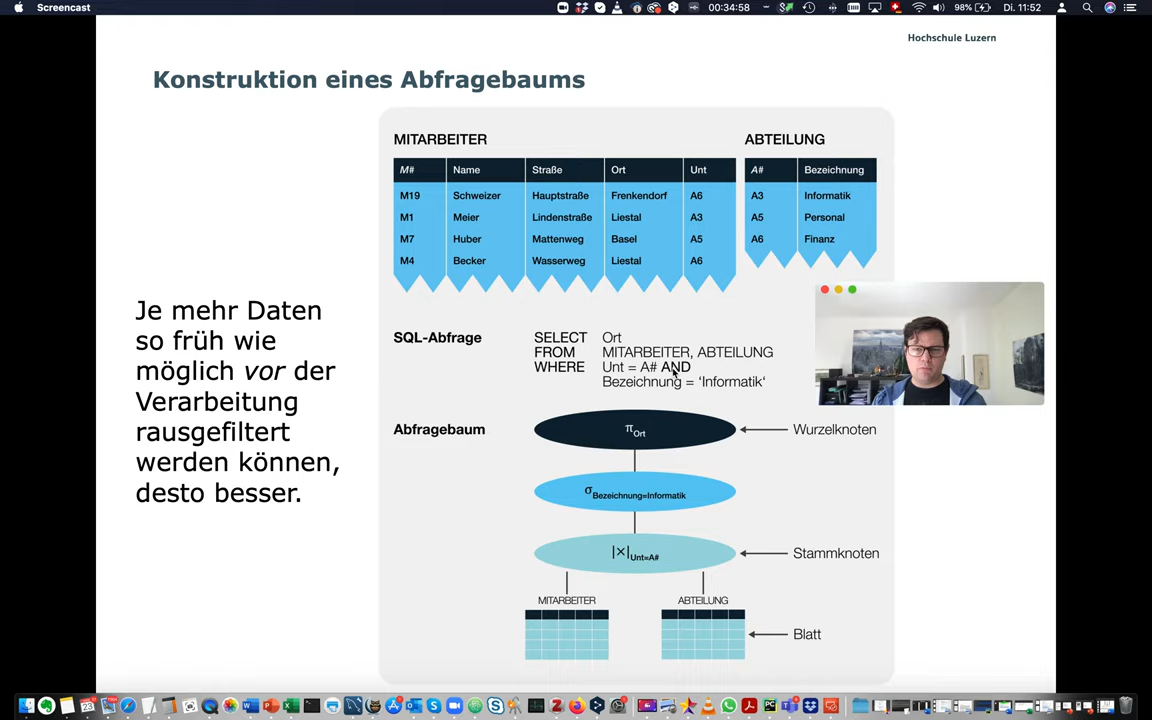 Screencast
00:34:58
98%
Di. 11:52
Hochschule Luzern
Konstruktion eines Abfragebaums
Je mehr Daten
so früh wie
möglich vor der
Verarbeitung
rausgefiltert
werden können,
desto besser.
MITARBEITER
M# Name Straße Ort Unt
M19 Schweizer Hauptstraße Frenkendorf A6
M1 Meier Lindenstraße Liestal A3
M7 Huber Mattenweg Basel A5
M4 Becker Wasserweg Liestal A6
ABTEILUNG
A# Bezeichnung
A3 Informatik
A5 Personal
A6 Finanz
SQL-Abfrage
SELECT Ort
FROM MITARBEITER, ABTEILUNG
WHERE Unt = A# AND
Bezeichnung = ‘Informatik‘
Abfragebaum
πOrt
Wurzelknoten
σBezeichnung=Informatik
|×|Unt=A#
Stammknoten
MITARBEITER ABTEILUNG
Blatt